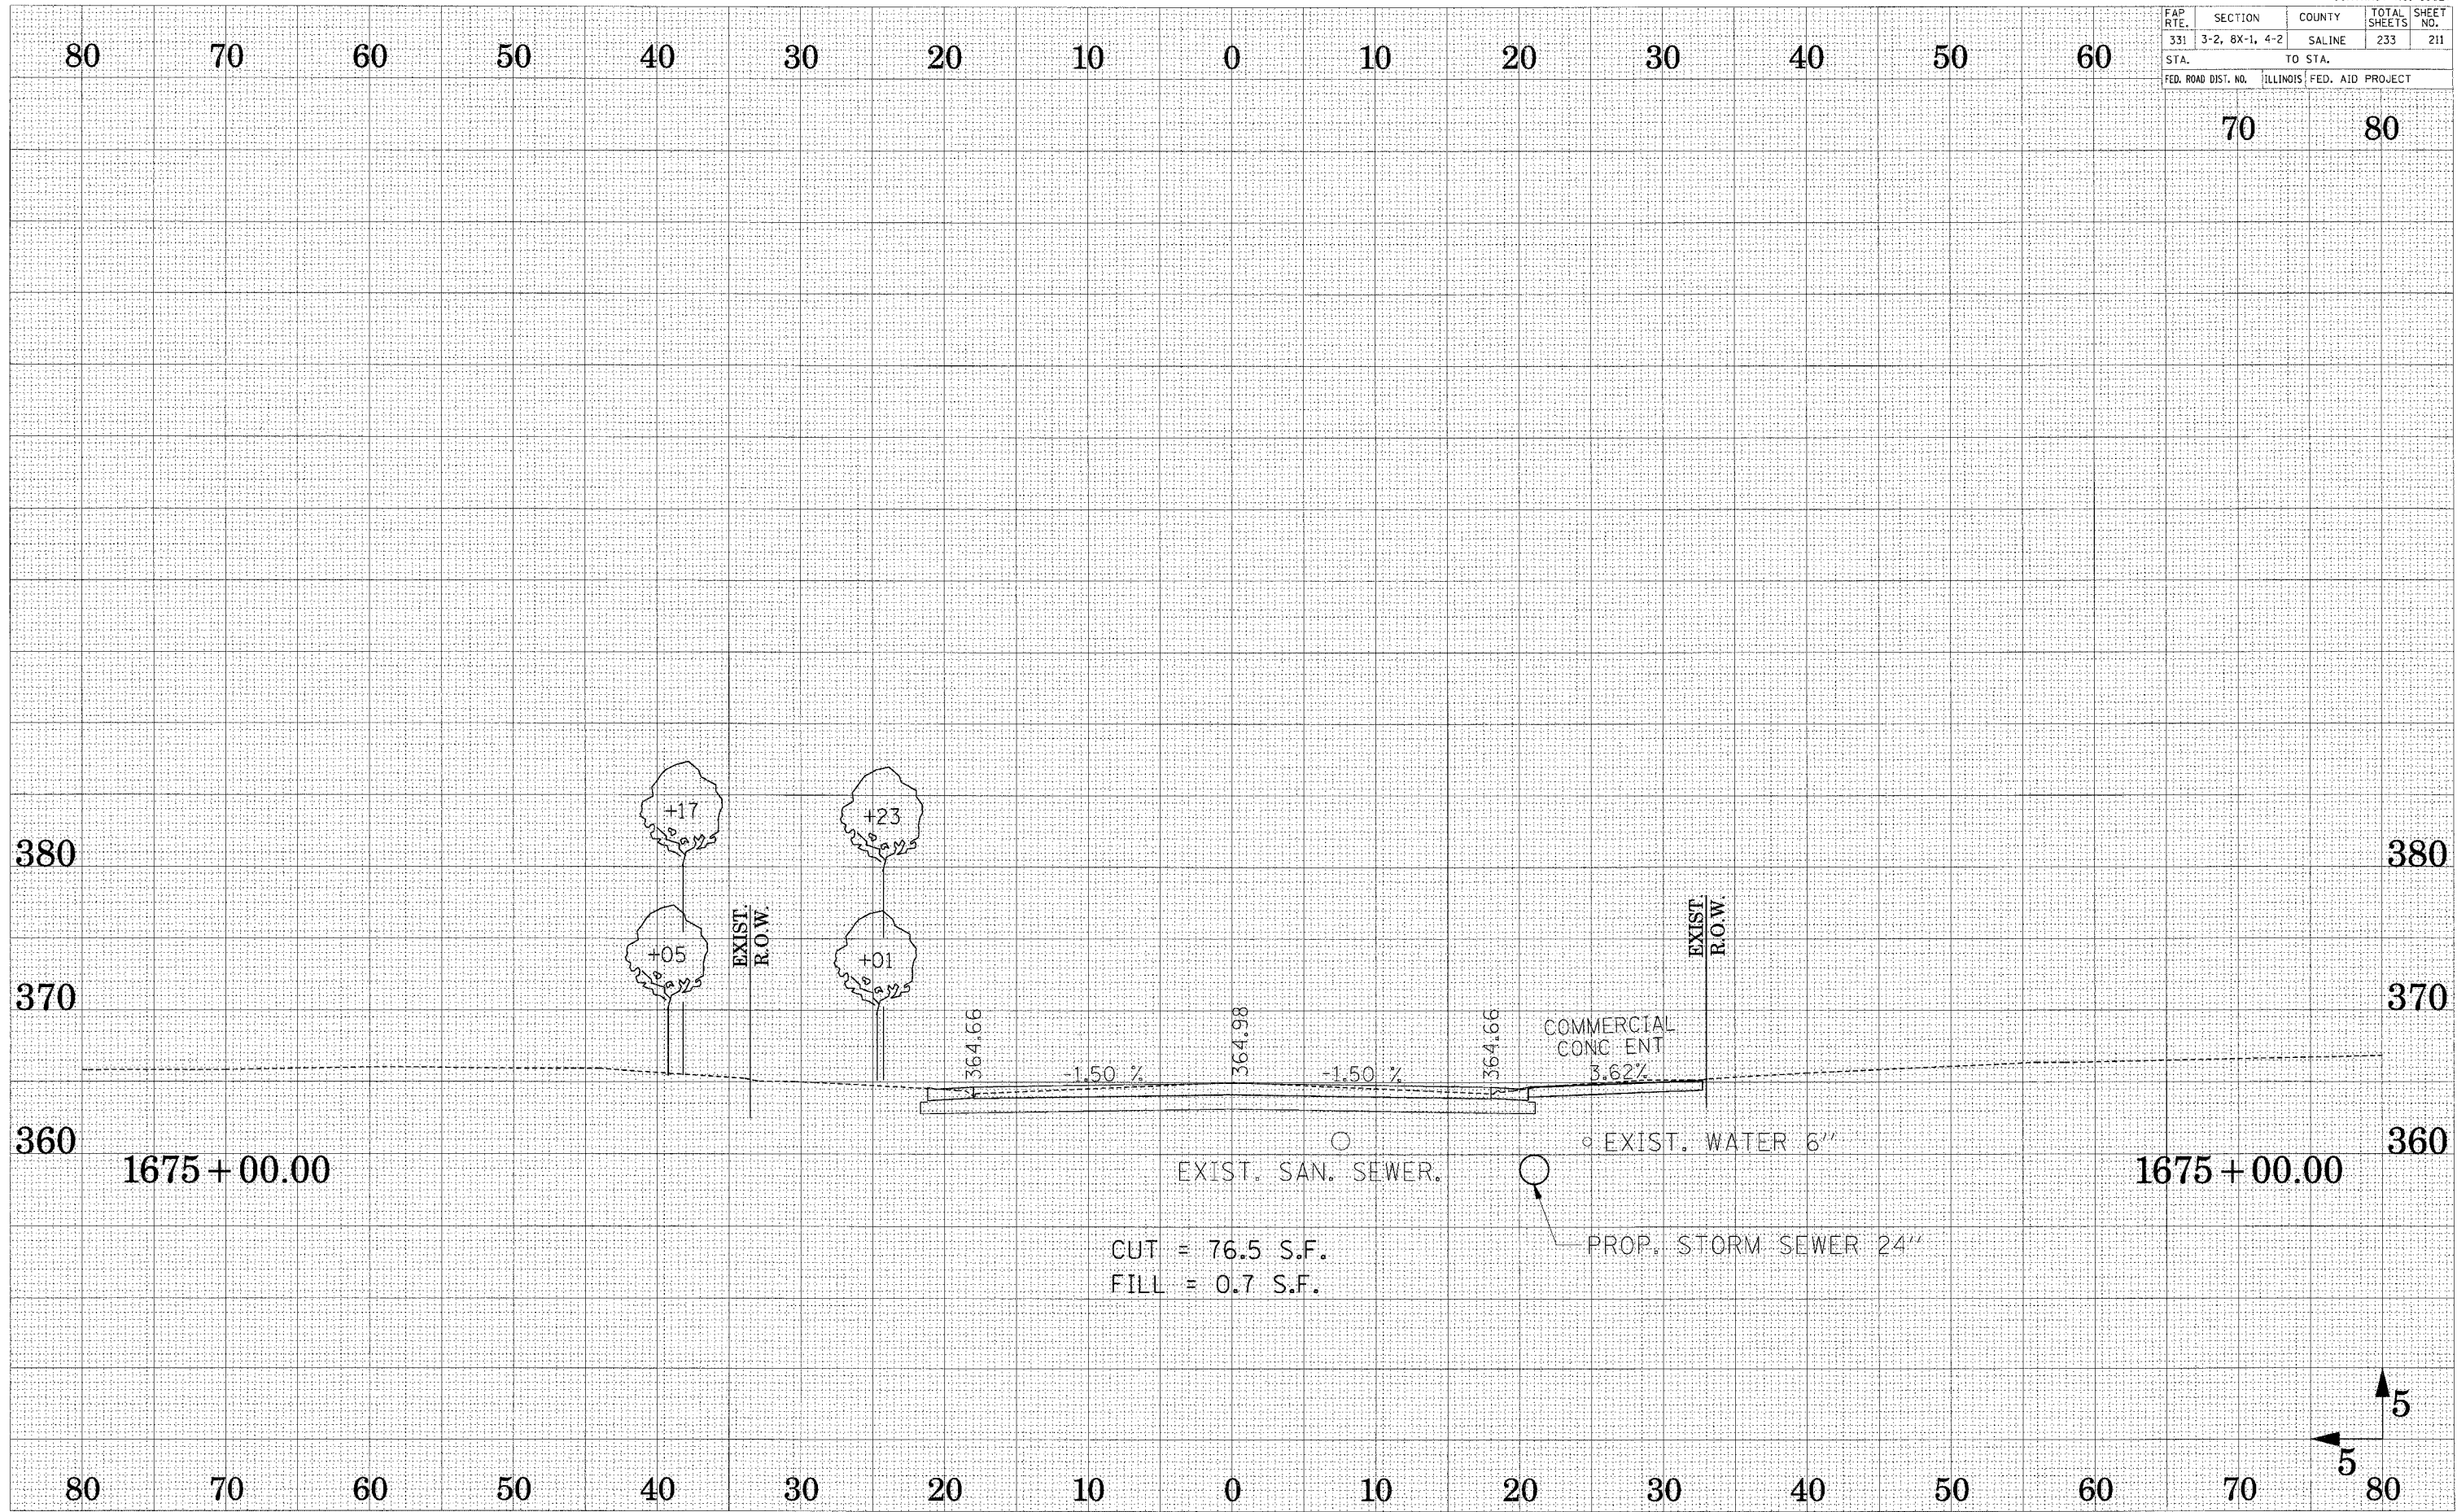 FAP RTE. SECTION COUNTY TOTAL SHEETS SHEET NO.
331 3-2, 8X-1, 4-2 SALINE 233 211
STA. TO STA.
FED. ROAD DIST. NO. ILLINOIS FED. AID PROJECT
80 70 60 50 40 30 20 10 0 10 20 30 40 50 60
70 80
+17
+23
380 380
+05
+01
EXIST.
R.O.W.
EXIST.
R.O.W.
370 370
364.66
364.98
364.66
COMMERCIAL
CONC ENT
-1.50 %
-1.50 %
3.62%
360 360
EXIST. WATER 6"
1675+00.00
EXIST. SAN. SEWER.
1675+00.00
PROP. STORM SEWER 24"
CUT = 76.5 S.F.
FILL = 0.7 S.F.
5
5
80 70 60 50 40 30 20 10 0 10 20 30 40 50 60 70 80